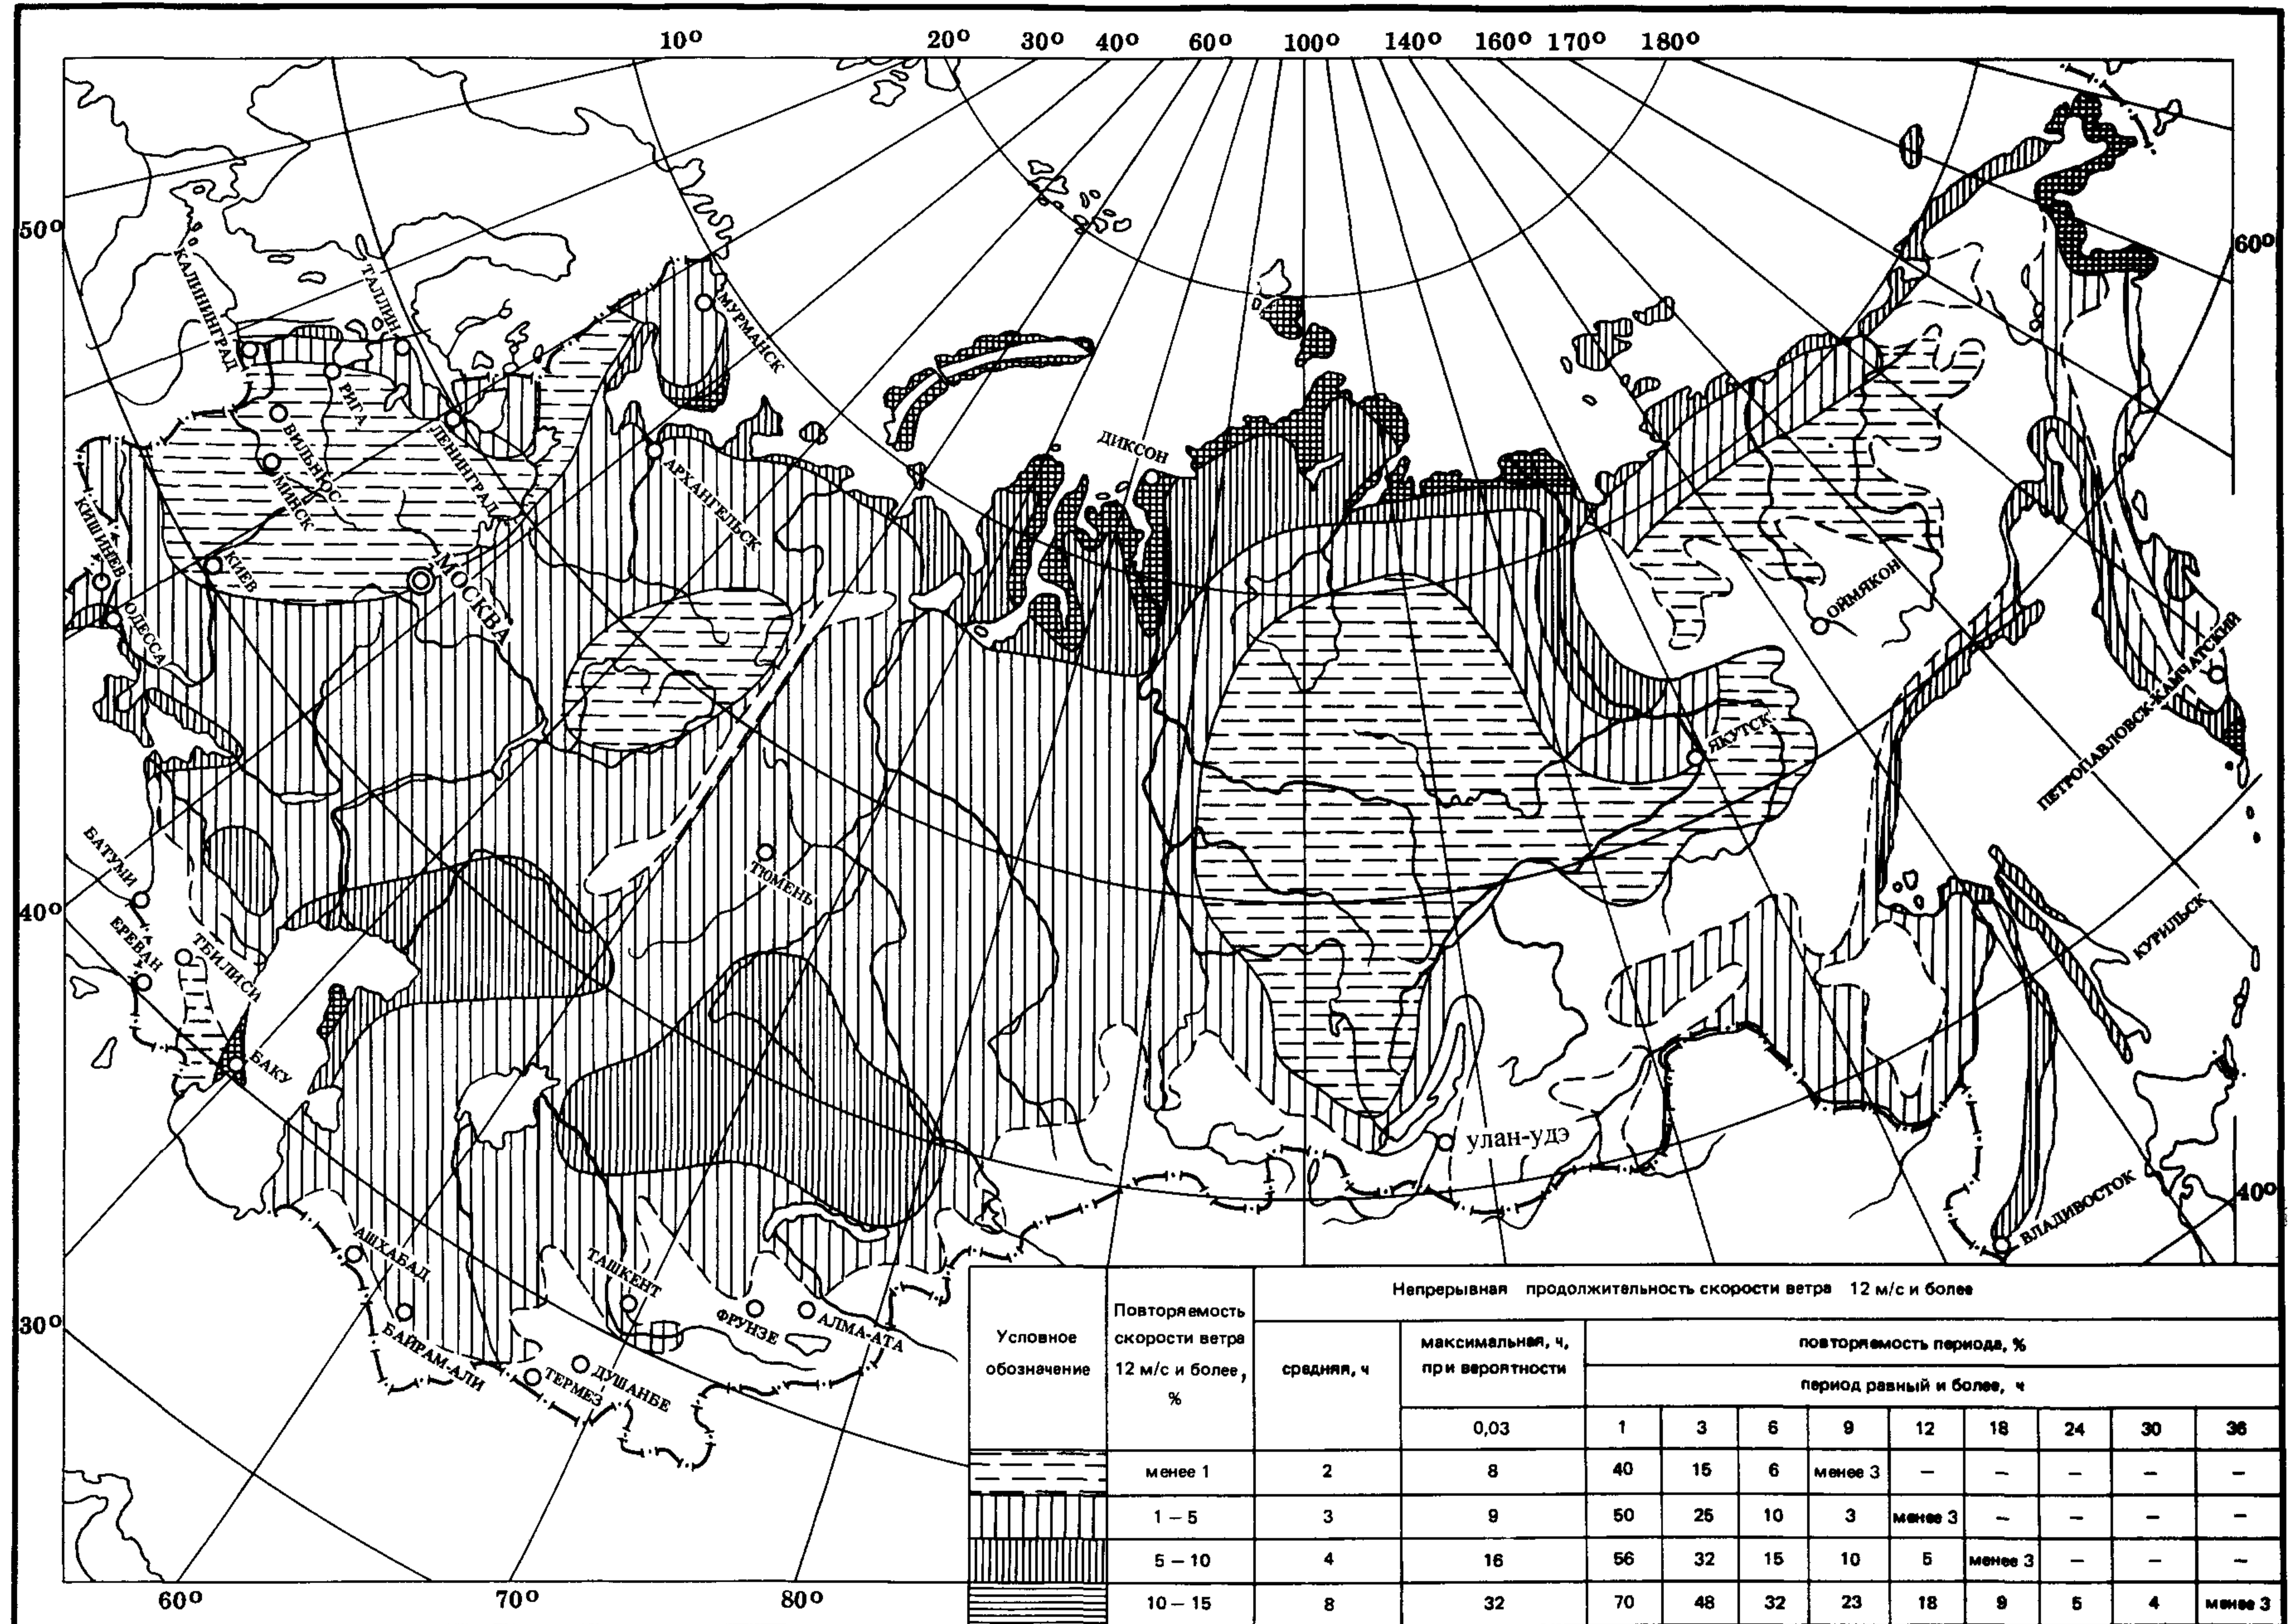 10° 20° 30° 40° 60° 100° 140° 160° 170° 180°
50°
60°
КАЛИНИНГРАД
ТАЛЛИН
МУРМАНСК
РИГА
ВИЛЬНЮС
ЛЕНИНГРАД
МИНСК
ДИКСОН
АРХАНГЕЛЬСК
КИШИНЕВ
КИЕВ
МОСКВА
ОДЕССА
ОЙМЯКОН
ЯКУТСК
ПЕТРОПАВЛОВСК-КАМЧАТСКИЙ
БАТУМИ
ТЮМЕНЬ
40°
ЕРЕВАН
ТБИЛИСИ
КУРИЛЬСК
БАКУ
улан-удэ
40°
ВЛАДИВОСТОК
АШХАБАД
ТАШКЕНТ
ФРУНЗЕ
АЛМА-АТА
30°
БАЙРАМ-АЛИ
ТЕРМЕЗ
ДУШАНБЕ
60° 70° 80°
Условное обозначение
Повторяемость скорости ветра 12 м/с и более, %
Непрерывная продолжительность скорости ветра 12 м/с и более
средняя, ч
максимальная, ч, при вероятности
повторяемость периода, %
период равный и более, ч
0,03 1 3 6 9 12 18 24 30 36
менее 1 2 8 40 15 6 менее 3 – – – – –
1 – 5 3 9 50 25 10 3 менее 3 – – – –
5 – 10 4 16 56 32 15 10 5 менее 3 – – –
10 – 15 8 32 70 48 32 23 18 9 5 4 менее 3